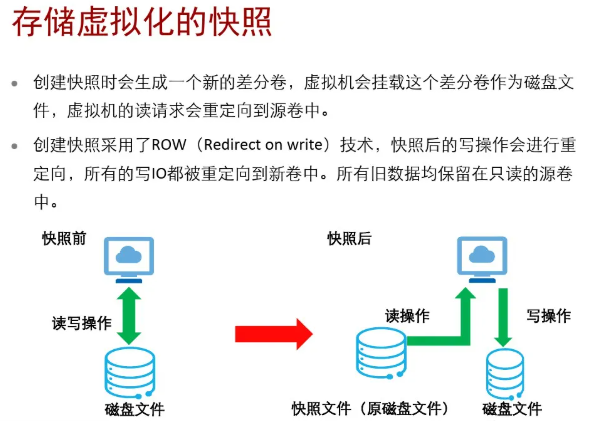 存储虚拟化的快照
● 创建快照时会生成一个新的差分卷，虚拟机会挂载这个差分卷作为磁盘文
件，虚拟机的读请求会重定向到源卷中。
● 创建快照采用了ROW（Redirect on write）技术，快照后的写操作会进行重
定向，所有的写IO都被重定向到新卷中。所有旧数据均保留在只读的源卷
中。
快照前
快照后
读写操作
读操作
写操作
磁盘文件
快照文件（原磁盘文件）
磁盘文件